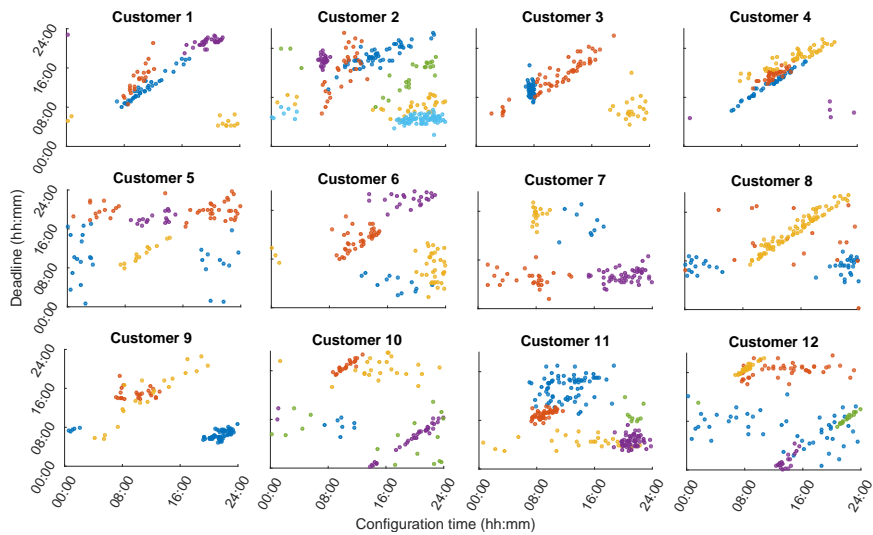 Customer 1 Customer 2 Customer 3 Customer 4
24:00
16:00
08:00
00:00
Customer 5 Customer 6 Customer 7 Customer 8
Deadline (hh:mm)
24:00
16:00
08:00
00:00
Customer 9 Customer 10 Customer 11 Customer 12
24:00
16:00
08:00
00:00
00:00 08:00 16:00 24:00 00:00 08:00 16:00 24:00 00:00 08:00 16:00 24:00 00:00 08:00 16:00 24:00
Configuration time (hh:mm)